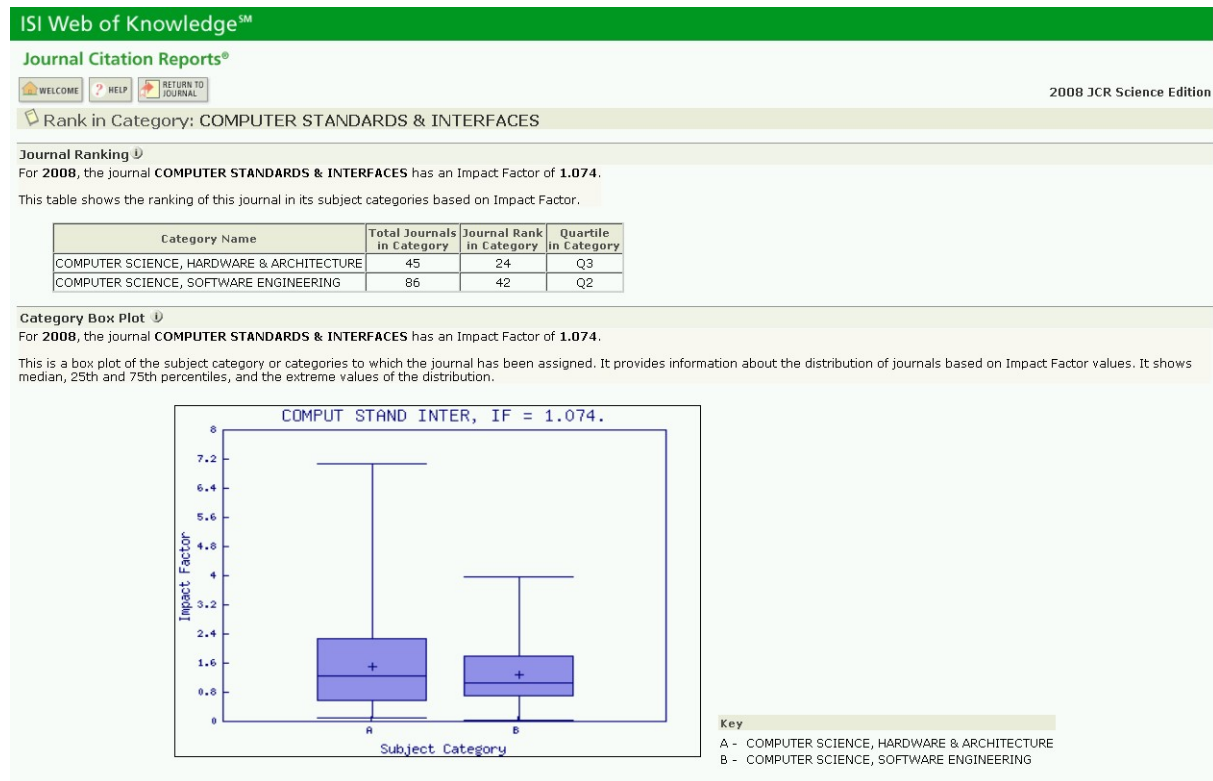 ISI Web of Knowledge℠
Journal Citation Reports®
WELCOME ? HELP RETURN TO JOURNAL
2008 JCR Science Edition
Rank in Category: COMPUTER STANDARDS & INTERFACES
Journal Ranking i
For 2008, the journal COMPUTER STANDARDS & INTERFACES has an Impact Factor of 1.074.
This table shows the ranking of this journal in its subject categories based on Impact Factor.
Category Name Total Journals in Category Journal Rank in Category Quartile in Category
COMPUTER SCIENCE, HARDWARE & ARCHITECTURE 45 24 Q3
COMPUTER SCIENCE, SOFTWARE ENGINEERING 86 42 Q2
Category Box Plot i
For 2008, the journal COMPUTER STANDARDS & INTERFACES has an Impact Factor of 1.074.
This is a box plot of the subject category or categories to which the journal has been assigned. It provides information about the distribution of journals based on Impact Factor values. It shows
median, 25th and 75th percentiles, and the extreme values of the distribution.
COMPUT STAND INTER, IF = 1.074.
8
7.2
6.4
5.6
4.8
4
3.2
2.4
1.6
0.8
0
Impact Factor
A B
Subject Category
Key
A - COMPUTER SCIENCE, HARDWARE & ARCHITECTURE
B - COMPUTER SCIENCE, SOFTWARE ENGINEERING